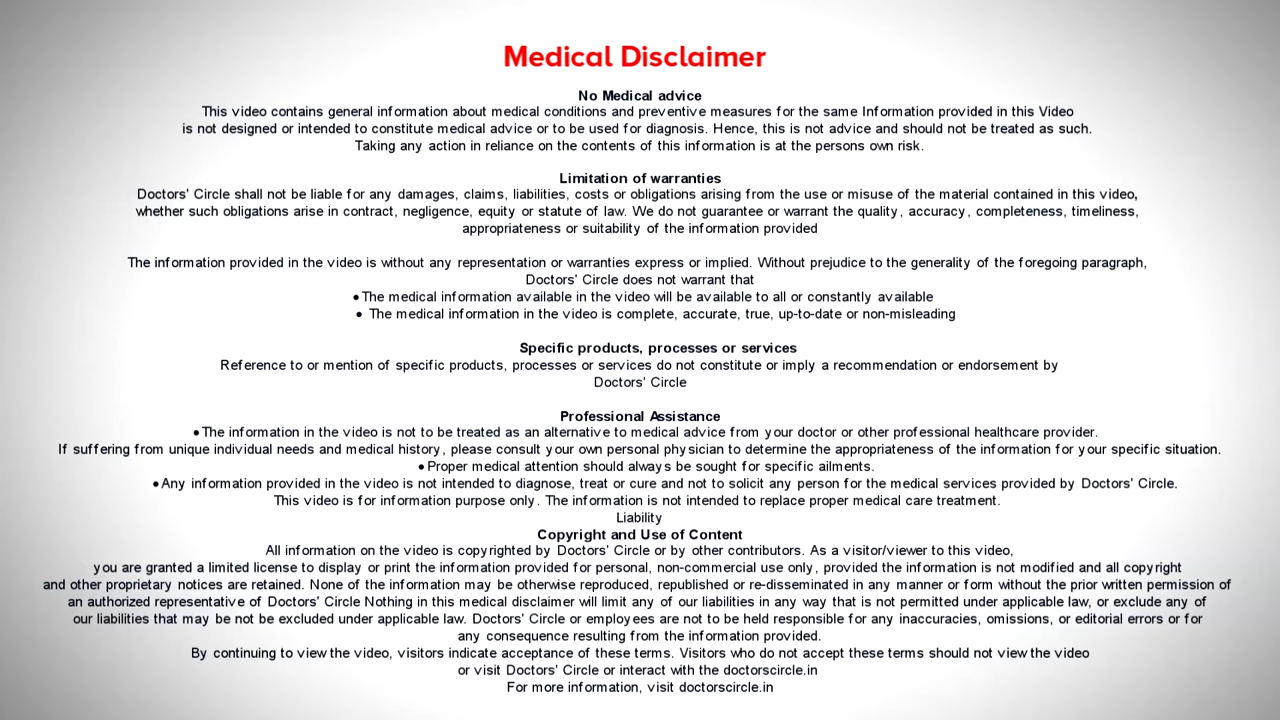 Medical Disclaimer
No Medical advice
This video contains general information about medical conditions and preventive measures for the same Information provided in this Video
is not designed or intended to constitute medical advice or to be used for diagnosis. Hence, this is not advice and should not be treated as such.
Taking any action in reliance on the contents of this information is at the persons own risk.
Limitation of warranties
Doctors' Circle shall not be liable for any damages, claims, liabilities, costs or obligations arising from the use or misuse of the material contained in this video,
whether such obligations arise in contract, negligence, equity or statute of law. We do not guarantee or warrant the quality, accuracy, completeness, timeliness,
appropriateness or suitability of the information provided
The information provided in the video is without any representation or warranties express or implied. Without prejudice to the generality of the foregoing paragraph,
Doctors' Circle does not warrant that
•The medical information available in the video will be available to all or constantly available
• The medical information in the video is complete, accurate, true, up-to-date or non-misleading
Specific products, processes or services
Reference to or mention of specific products, processes or services do not constitute or imply a recommendation or endorsement by
Doctors' Circle
Professional Assistance
•The information in the video is not to be treated as an alternative to medical advice from your doctor or other professional healthcare provider.
If suffering from unique individual needs and medical history, please consult your own personal physician to determine the appropriateness of the information for your specific situation.
•Proper medical attention should always be sought for specific ailments.
•Any information provided in the video is not intended to diagnose, treat or cure and not to solicit any person for the medical services provided by Doctors' Circle.
This video is for information purpose only. The information is not intended to replace proper medical care treatment.
Liability
Copyright and Use of Content
All information on the video is copyrighted by Doctors' Circle or by other contributors. As a visitor/viewer to this video,
you are granted a limited license to display or print the information provided for personal, non-commercial use only, provided the information is not modified and all copyright
and other proprietary notices are retained. None of the information may be otherwise reproduced, republished or re-disseminated in any manner or form without the prior written permission of
an authorized representative of Doctors' Circle Nothing in this medical disclaimer will limit any of our liabilities in any way that is not permitted under applicable law, or exclude any of
our liabilities that may be not be excluded under applicable law. Doctors' Circle or employees are not to be held responsible for any inaccuracies, omissions, or editorial errors or for
any consequence resulting from the information provided.
By continuing to view the video, visitors indicate acceptance of these terms. Visitors who do not accept these terms should not view the video
or visit Doctors' Circle or interact with the doctorscircle.in
For more information, visit doctorscircle.in